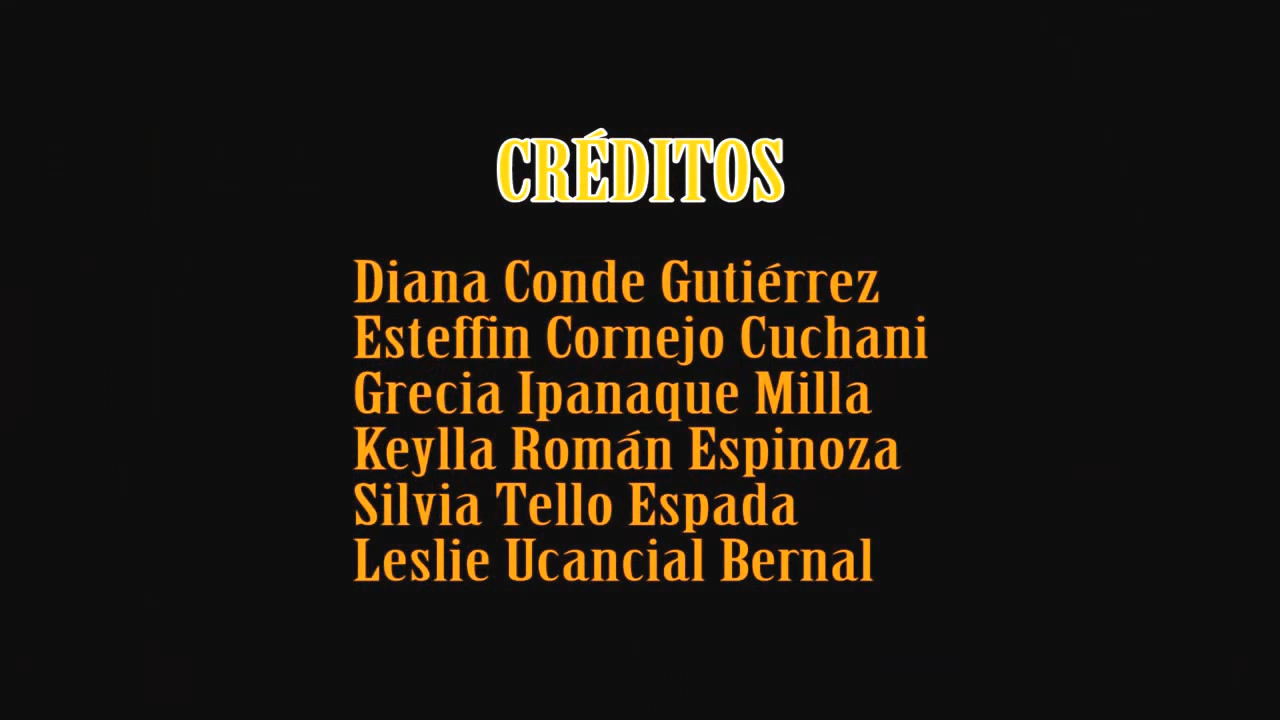 CRÉDITOS
Diana Conde Gutiérrez
Esteffin Cornejo Cuchani
Grecia Ipanaque Milla
Keylla Román Espinoza
Silvia Tello Espada
Leslie Ucancial Bernal